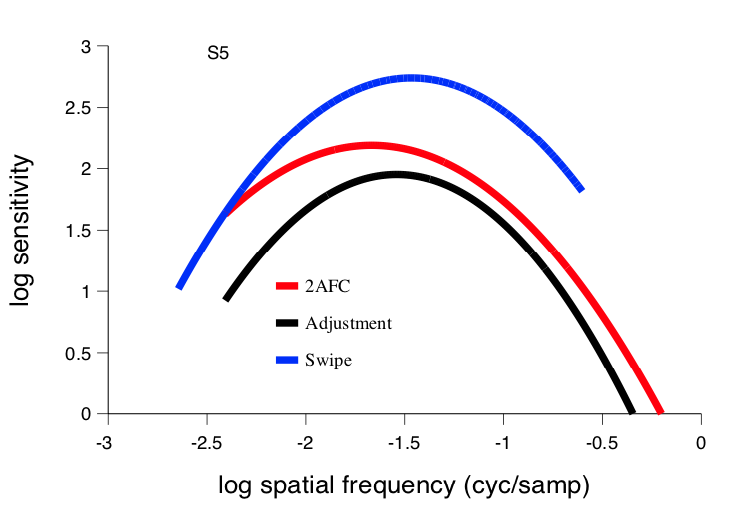 S5
3
2.5
2
1.5
1
0.5
0
log sensitivity
2AFC
Adjustment
Swipe
-3 -2.5 -2 -1.5 -1 -0.5 0
log spatial frequency (cyc/samp)